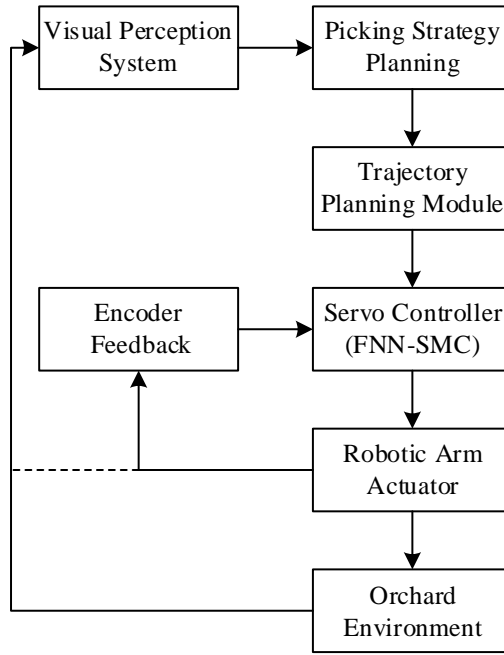 Visual Perception
System
Picking Strategy
Planning
Trajectory
Planning Module
Encoder
Feedback
Servo Controller
(FNN-SMC)
Robotic Arm
Actuator
Orchard
Environment